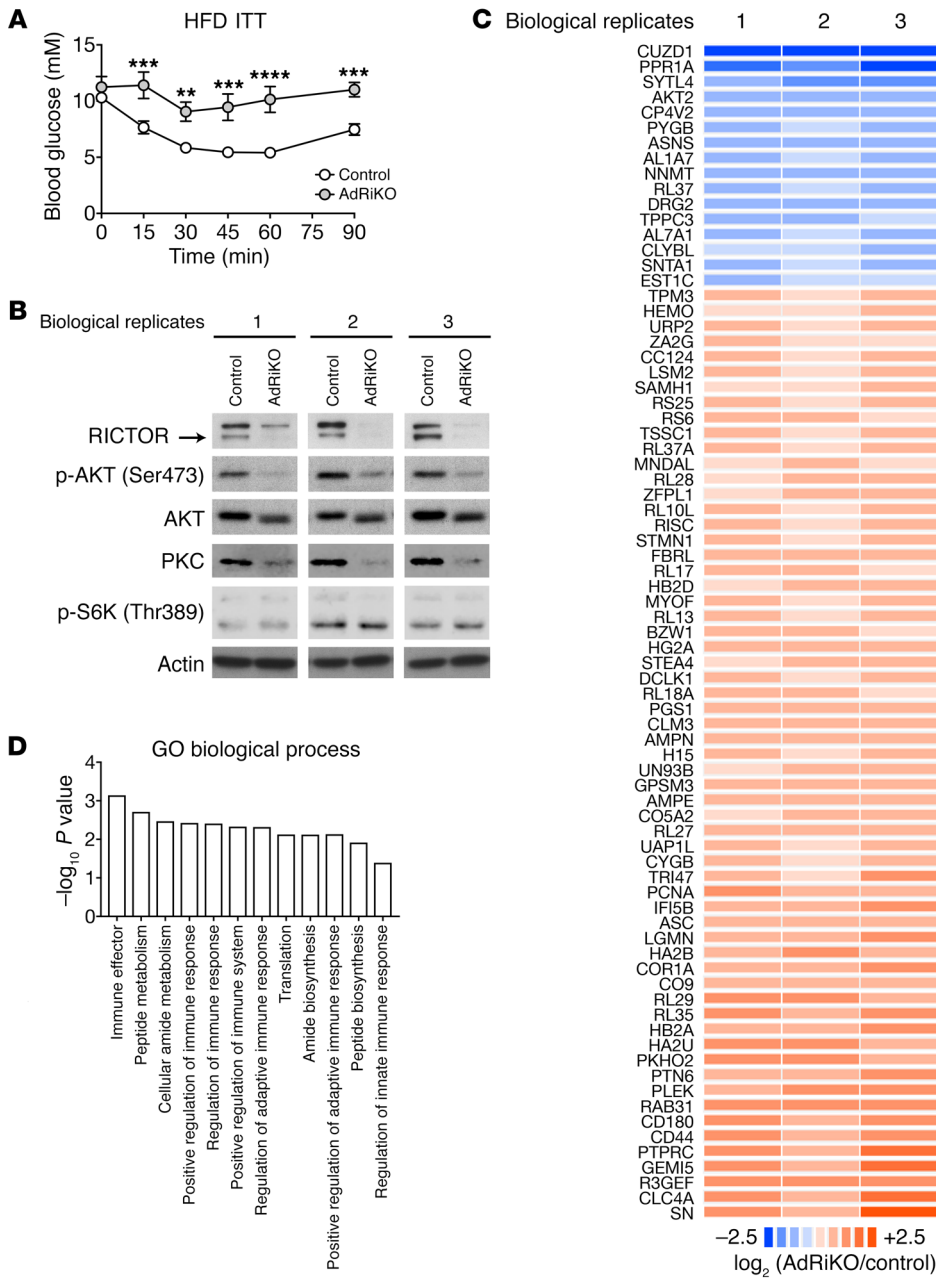 A
HFD ITT
Blood glucose (mM)
15
10
5
0
***
**
***
****
***
Control
AdRiKO
0 15 30 45 60 90
Time (min)
B
Biological replicates 1 2 3
Control AdRiKO Control AdRiKO Control AdRiKO
RICTOR
p-AKT (Ser473)
AKT
PKC
p-S6K (Thr389)
Actin
D
GO biological process
–log10 P value
4
3
2
1
0
Immune effector
Peptide metabolism
Cellular amide metabolism
Positive regulation of immune response
Regulation of immune response
Positive regulation of immune system
Regulation of adaptive immune response
Translation
Amide biosynthesis
Positive regulation of adaptive immune response
Peptide biosynthesis
Regulation of innate immune response
C
Biological replicates 1 2 3
CUZD1
PPR1A
SYTL4
AKT2
CP4V2
PYGB
ASNS
AL1A7
NNMT
RL37
DRG2
TPPC3
AL7A1
CLYBL
SNTA1
EST1C
TPM3
HEMO
URP2
ZA2G
CC124
LSM2
SAMH1
RS25
RS6
TSSC1
RL37A
MNDAL
RL28
ZFPL1
RL10L
RISC
STMN1
FBRL
RL17
HB2D
MYOF
RL13
BZW1
HG2A
STEA4
DCLK1
RL18A
PGS1
CLM3
AMPN
H15
UN93B
GPSM3
AMPE
CO5A2
RL27
UAP1L
CYGB
TRI47
PCNA
IFI5B
ASC
LGMN
HA2B
COR1A
CO9
RL29
RL35
HB2A
HA2U
PKHO2
PTN6
PLEK
RAB31
CD180
CD44
PTPRC
GEMI5
R3GEF
CLC4A
SN
–2.5 +2.5
log2 (AdRiKO/control)